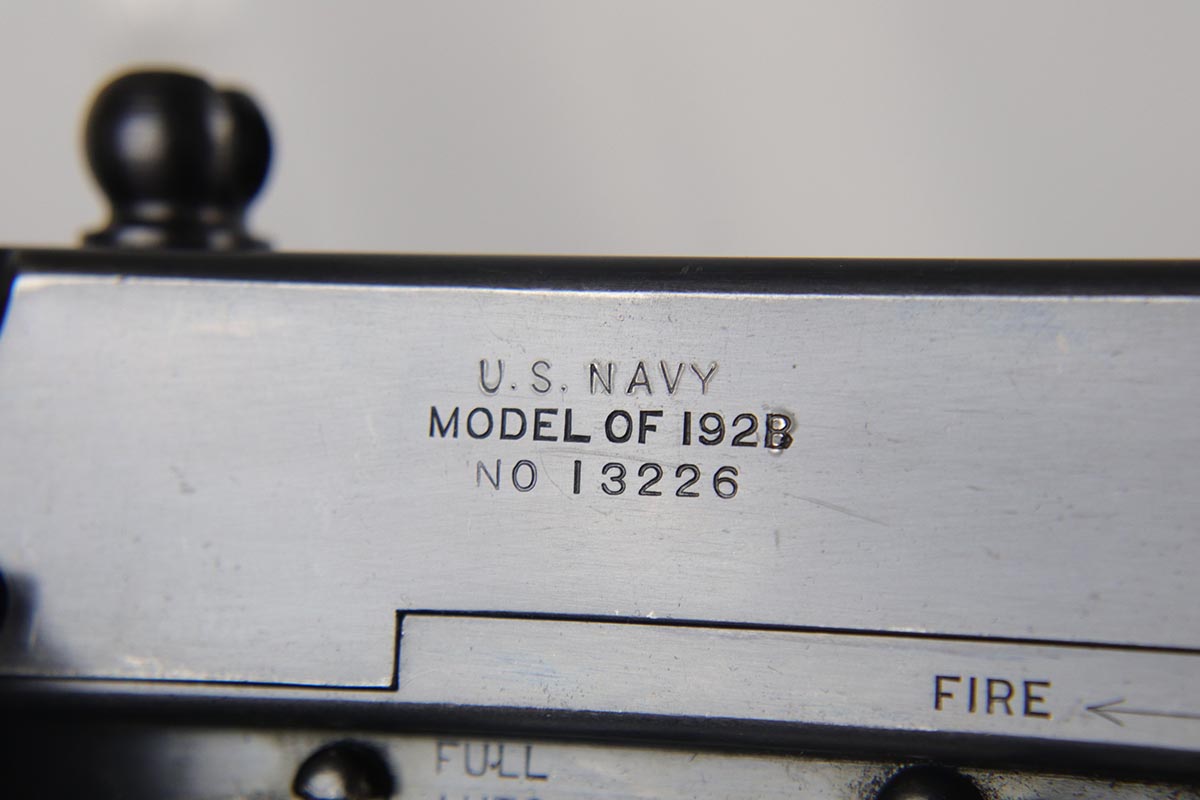 U.S. NAVY
MODEL OF 1928
NO 13226
FIRE
FULL